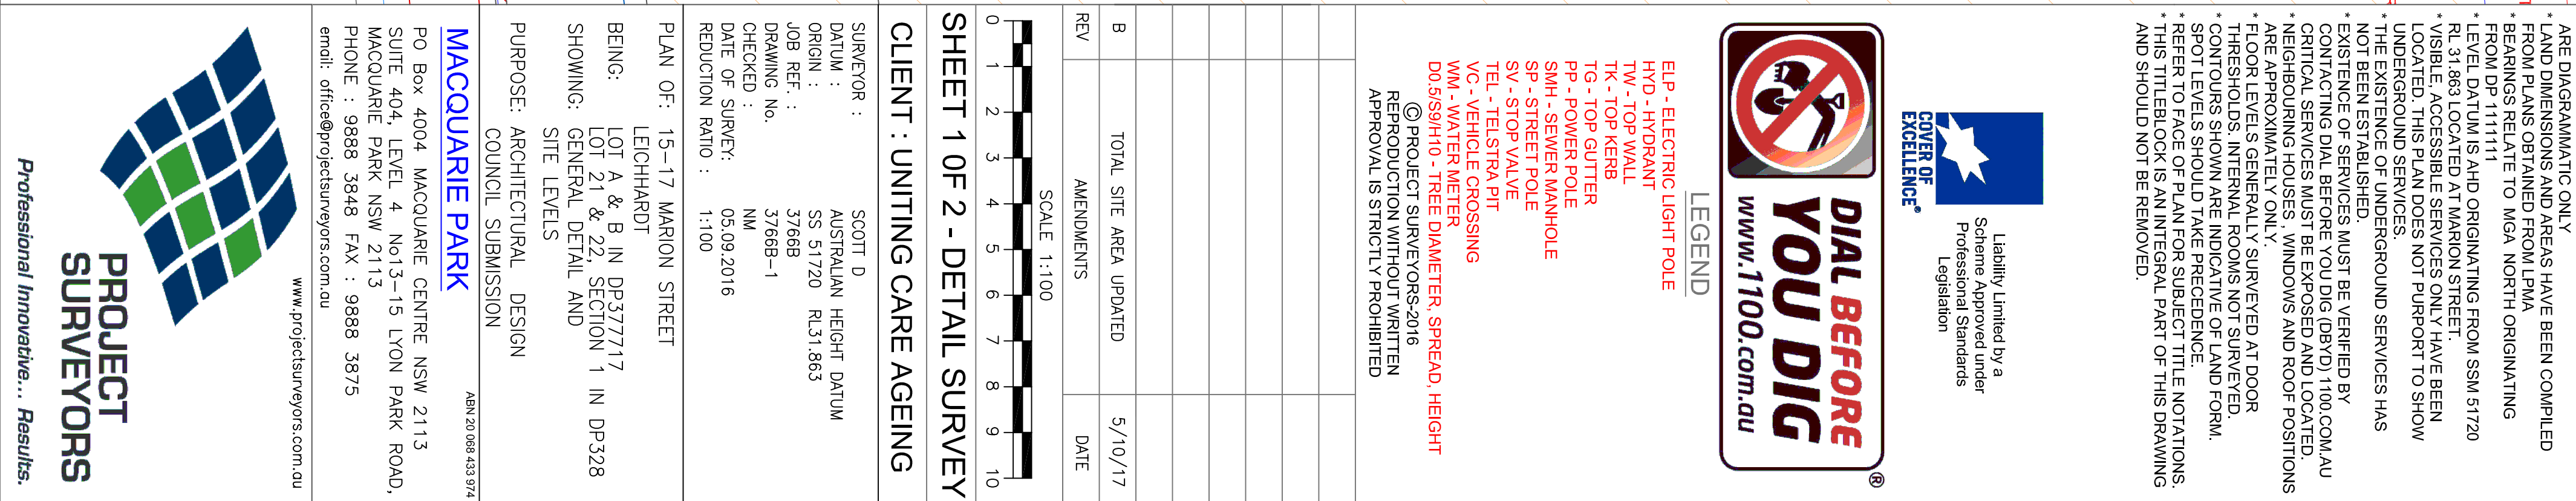 ARE DIAGRAMMATIC ONLY
* LAND DIMENSIONS AND AREAS HAVE BEEN COMPILED
FROM PLANS OBTAINED FROM LPMA
* BEARINGS RELATE TO MGA NORTH ORIGINATING
FROM DP 1111111
* LEVEL DATUM IS AHD ORIGINATING FROM SSM 51720
RL 31.863 LOCATED AT MARION STREET.
* VISIBLE, ACCESSIBLE SERVICES ONLY HAVE BEEN
LOCATED. THIS PLAN DOES NOT PURPORT TO SHOW
UNDERGROUND SERVICES.
* THE EXISTENCE OF UNDERGROUND SERVICES HAS
NOT BEEN ESTABLISHED.
* EXISTENCE OF SERVICES MUST BE VERIFIED BY
CONTACTING DIAL BEFORE YOU DIG (DBYD) 1100.COM.AU
CRITICAL SERVICES MUST BE EXPOSED AND LOCATED.
* NEIGHBOURING HOUSES , WINDOWS AND ROOF POSITIONS
ARE APPROXIMATELY ONLY.
* FLOOR LEVELS GENERALLY SURVEYED AT DOOR
THRESHOLDS. INTERNAL ROOMS NOT SURVEYED.
* CONTOURS SHOWN ARE INDICATIVE OF LAND FORM.
SPOT LEVELS SHOULD TAKE PRECEDENCE.
* REFER TO FACE OF PLAN FOR SUBJECT TITLE NOTATIONS.
* THIS TITLEBLOCK IS AN INTEGRAL PART OF THIS DRAWING
AND SHOULD NOT BE REMOVED.
COVER OF
EXCELLENCE®
Liability Limited by a
Scheme Approved under
Professional Standards
Legislation
DIAL BEFORE
YOU DIG
www.1100.com.au
®
LEGEND
ELP - ELECTRIC LIGHT POLE
HYD - HYDRANT
TW - TOP WALL
TK - TOP KERB
TG - TOP GUTTER
PP - POWER POLE
SMH - SEWER MANHOLE
SP - STREET POLE
SV - STOP VALVE
TEL - TELSTRA PIT
VC - VEHICLE CROSSING
WM - WATER METER
D0.5/S9/H10 - TREE DIAMETER, SPREAD, HEIGHT
© PROJECT SURVEYORS-2016
REPRODUCTION WITHOUT WRITTEN
APPROVAL IS STRICTLY PROHIBITED
B TOTAL SITE AREA UPDATED 5/10/17
REV AMENDMENTS DATE
SCALE 1:100
0 1 2 3 4 5 6 7 8 9 10
SHEET 1 OF 2 - DETAIL SURVEY
CLIENT : UNITING CARE AGEING
SURVEYOR : SCOTT D
DATUM : AUSTRALIAN HEIGHT DATUM
ORIGIN : SS 51720 RL31.863
JOB REF. : 3766B
DRAWING No. 3766B-1
CHECKED : NM
DATE OF SURVEY: 05.09.2016
REDUCTION RATIO : 1:100
PLAN OF: 15-17 MARION STREET
LEICHHARDT
BEING: LOT A & B IN DP377717
LOT 21 & 22, SECTION 1 IN DP328
SHOWING: GENERAL DETAIL AND
SITE LEVELS
PURPOSE: ARCHITECTURAL DESIGN
COUNCIL SUBMISSION
ABN 20 068 433 974
MACQUARIE PARK
PO Box 4004 MACQUARIE CENTRE NSW 2113
SUITE 404, LEVEL 4 No13-15 LYON PARK ROAD,
MACQUARIE PARK NSW 2113
PHONE : 9888 3848 FAX : 9888 3875
email: office@projectsurveyors.com.au
www.projectsurveyors.com.au
PROJECT
SURVEYORS
Professional Innovative... Results.